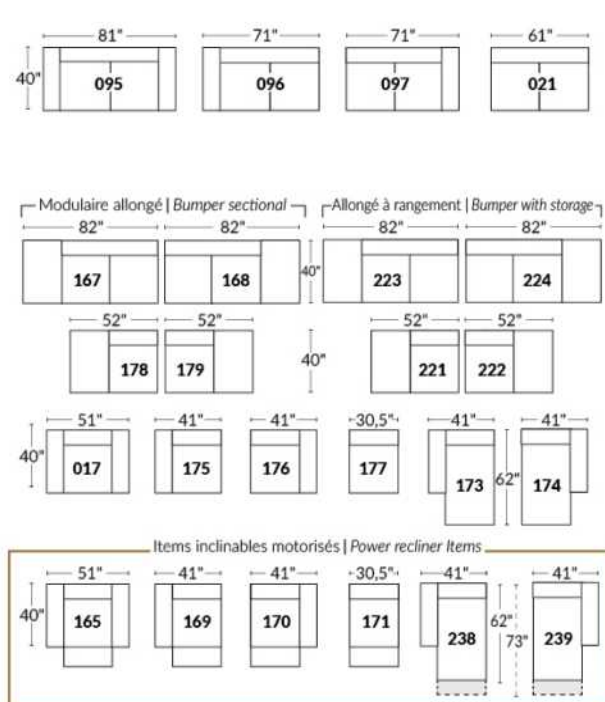 81" 71" 71" 61"
40" 095 096 097 021
Modulaire allongé | Bumper sectional Allongé à rangement | Bumper with storage
82" 82" 82" 82"
167 168 40" 223 224
52" 52" 52" 52"
178 179 40" 221 222
51" 41" 41" 30,5" 41" 41"
40" 017 175 176 177 173 62" 174
Items inclinables motorisés | Power recliner Items
51" 41" 41" 30,5" 41" 41"
40" 165 169 170 171 238 62" 73" 239